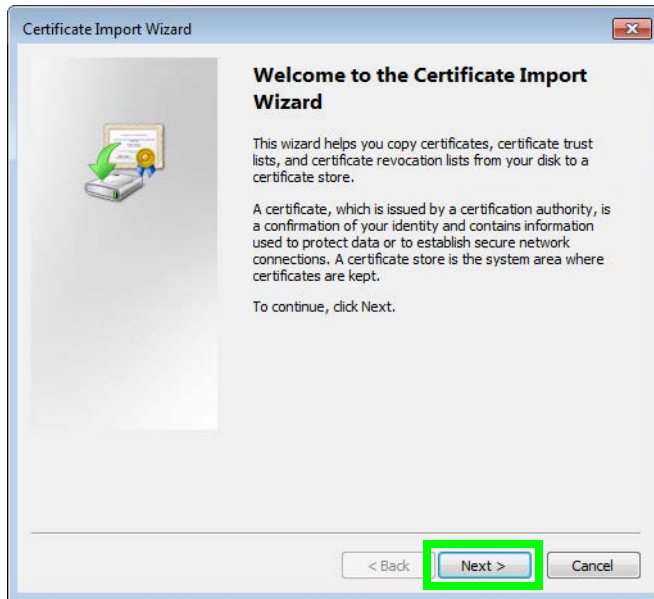 Certificate Import Wizard
Welcome to the Certificate Import
Wizard
This wizard helps you copy certificates, certificate trust
lists, and certificate revocation lists from your disk to a
certificate store.
A certificate, which is issued by a certification authority, is
a confirmation of your identity and contains information
used to protect data or to establish secure network
connections. A certificate store is the system area where
certificates are kept.
To continue, click Next.
< Back Next > Cancel